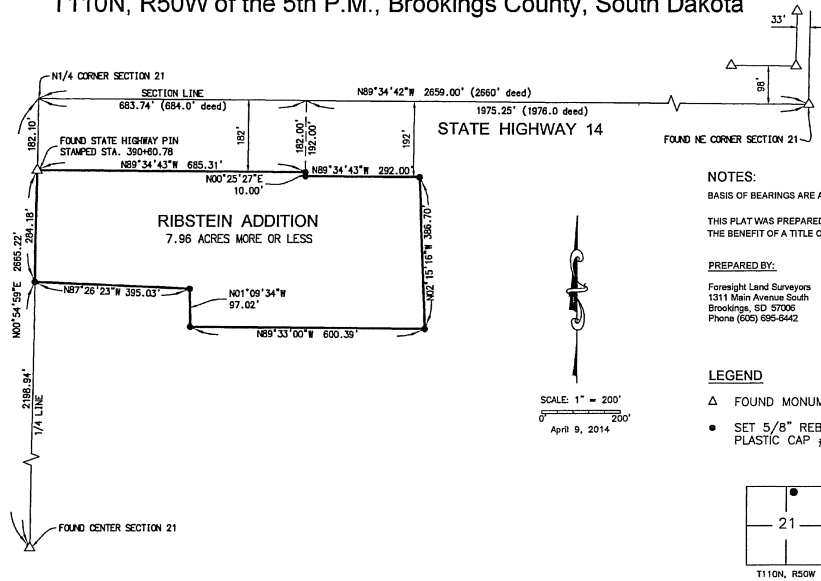 T110N, R50W of the 5th P.M., Brookings County, South Dakota
33'
N1/4 CORNER SECTION 21
SECTION LINE
N89°34'42"W 2659.00' (2660' deed)
98'
683.74' (684.0' deed)
1975.25' (1976.0 deed)
182.10'
182'
182.00'
192.00'
192'
STATE HIGHWAY 14
FOUND NE CORNER SECTION 21
FOUND STATE HIGHWAY PIN
STAMPED STA. 390+60.78
N89°34'43"W 685.31'
N89°34'43"W 292.00'
N00°25'27"E
10.00'
NOTES:
BASIS OF BEARINGS ARE A
RIBSTEIN ADDITION
7.96 ACRES MORE OR LESS
284.18'
N02°15'16"W 386.70'
THIS PLAT WAS PREPARED
THE BENEFIT OF A TITLE C
N00°54'59"E 2665.22'
PREPARED BY:
N87°26'23"W 395.03'
N01°09'34"W
97.02'
Foresight Land Surveyors
1311 Main Avenue South
Brookings, SD 57006
Phone (605) 695-6442
N89°33'00"W 600.39'
2198.94'
1/4 LINE
LEGEND
SCALE: 1" = 200'
0' 200'
April 9, 2014
FOUND MONUM
SET 5/8" REB
PLASTIC CAP #
FOUND CENTER SECTION 21
21
T110N, R50W